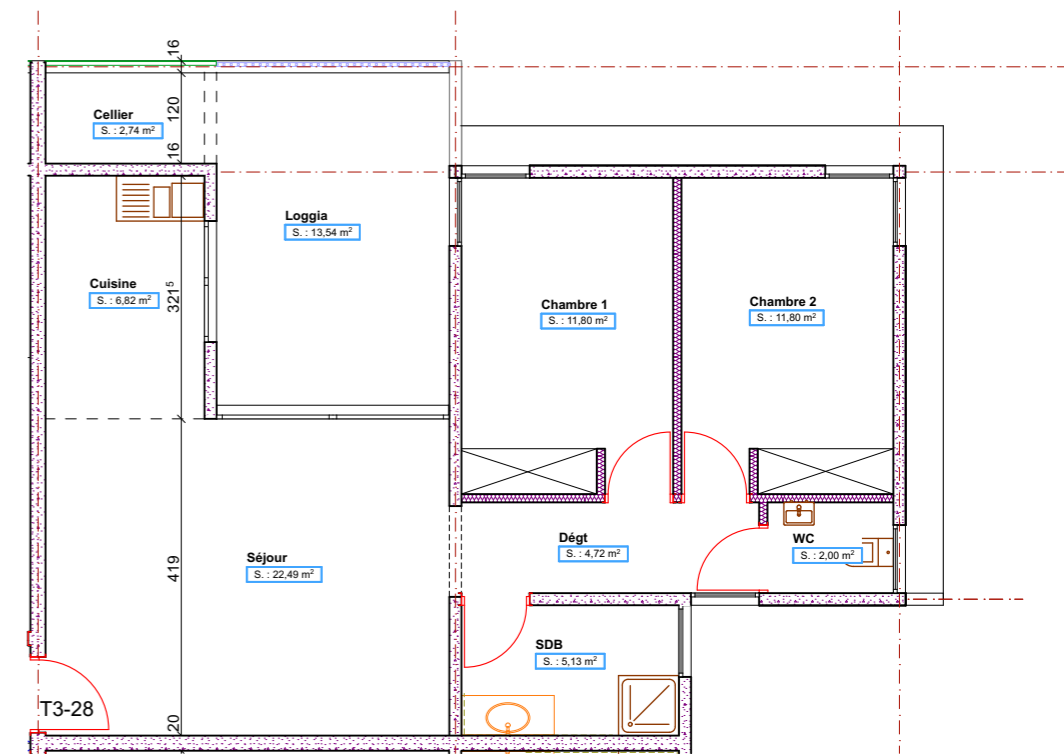 16
120
16
Cellier
S. : 2,74 m²
Loggia
S. : 13,54 m²
Cuisine
S. : 6,82 m²
321⁵
Chambre 1
S. : 11,80 m²
Chambre 2
S. : 11,80 m²
Dégt
S. : 4,72 m²
WC
S. : 2,00 m²
Séjour
S. : 22,49 m²
419
SDB
S. : 5,13 m²
T3-28
20